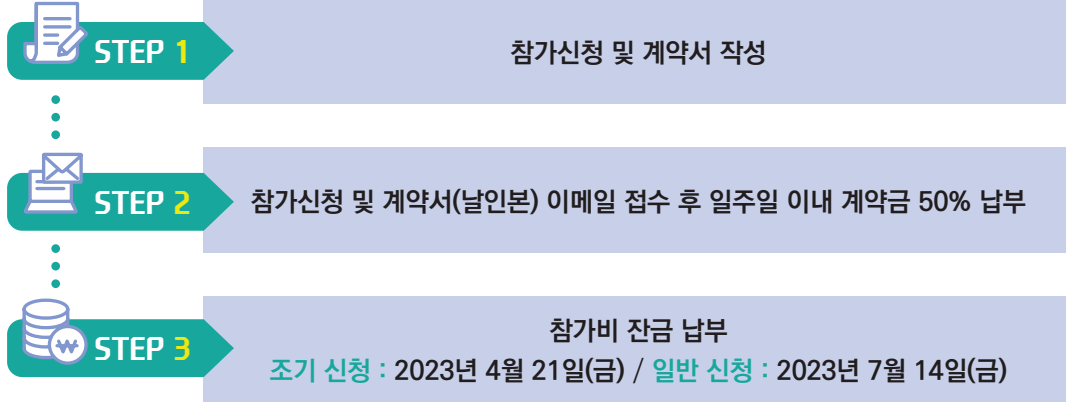 STEP 1
참가신청 및 계약서 작성
STEP 2
참가신청 및 계약서(날인본) 이메일 접수 후 일주일 이내 계약금 50% 납부
STEP 3
참가비 잔금 납부
조기 신청 : 2023년 4월 21일(금) / 일반 신청 : 2023년 7월 14일(금)